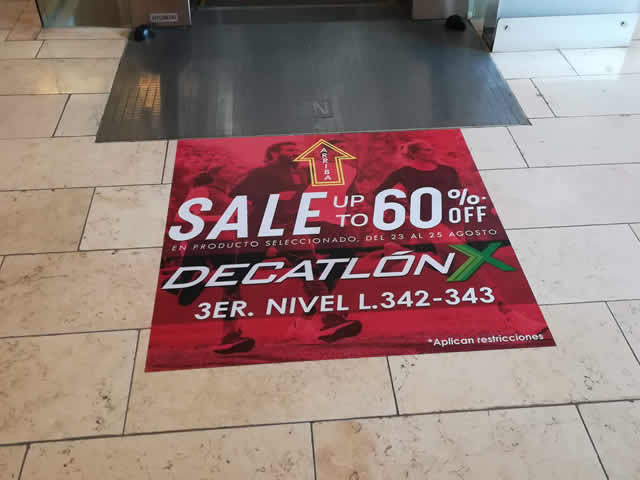 ARRIBA
SALE UP TO 60%* OFF
EN PRODUCTO SELECCIONADO, DEL 23 AL 25 AGOSTO
DECATLÓN
3ER. NIVEL L.342-343
*Aplican restricciones